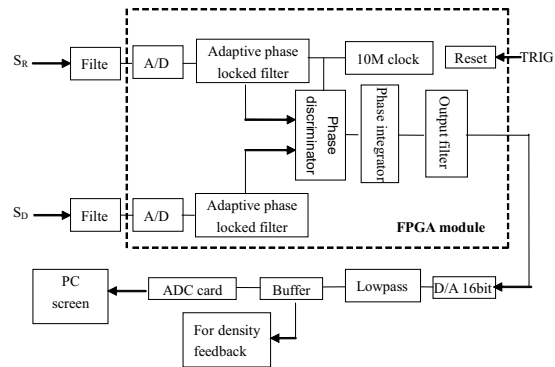 S_R
Filte
A/D
Adaptive phase
locked filter
10M clock
Reset
TRIG
Phase
discriminator
Phase integrator
Output filter
S_D
Filte
A/D
Adaptive phase
locked filter
FPGA module
PC
screen
ADC card
Buffer
Lowpass
D/A 16bit
For density
feedback